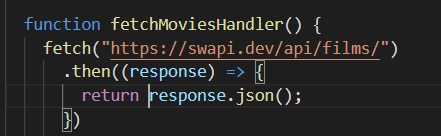 function fetchMoviesHandler() {
fetch("https://swapi.dev/api/films/")
.then((response) => {
return response.json();
})